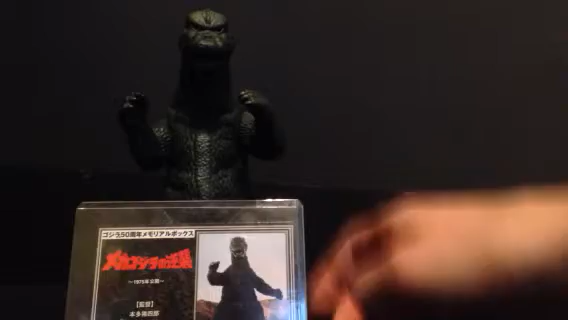 ゴジラ50周年メモリアルボックス
メカゴジラの逆襲
〜1975年公開〜
【監督】
本多猪四郎